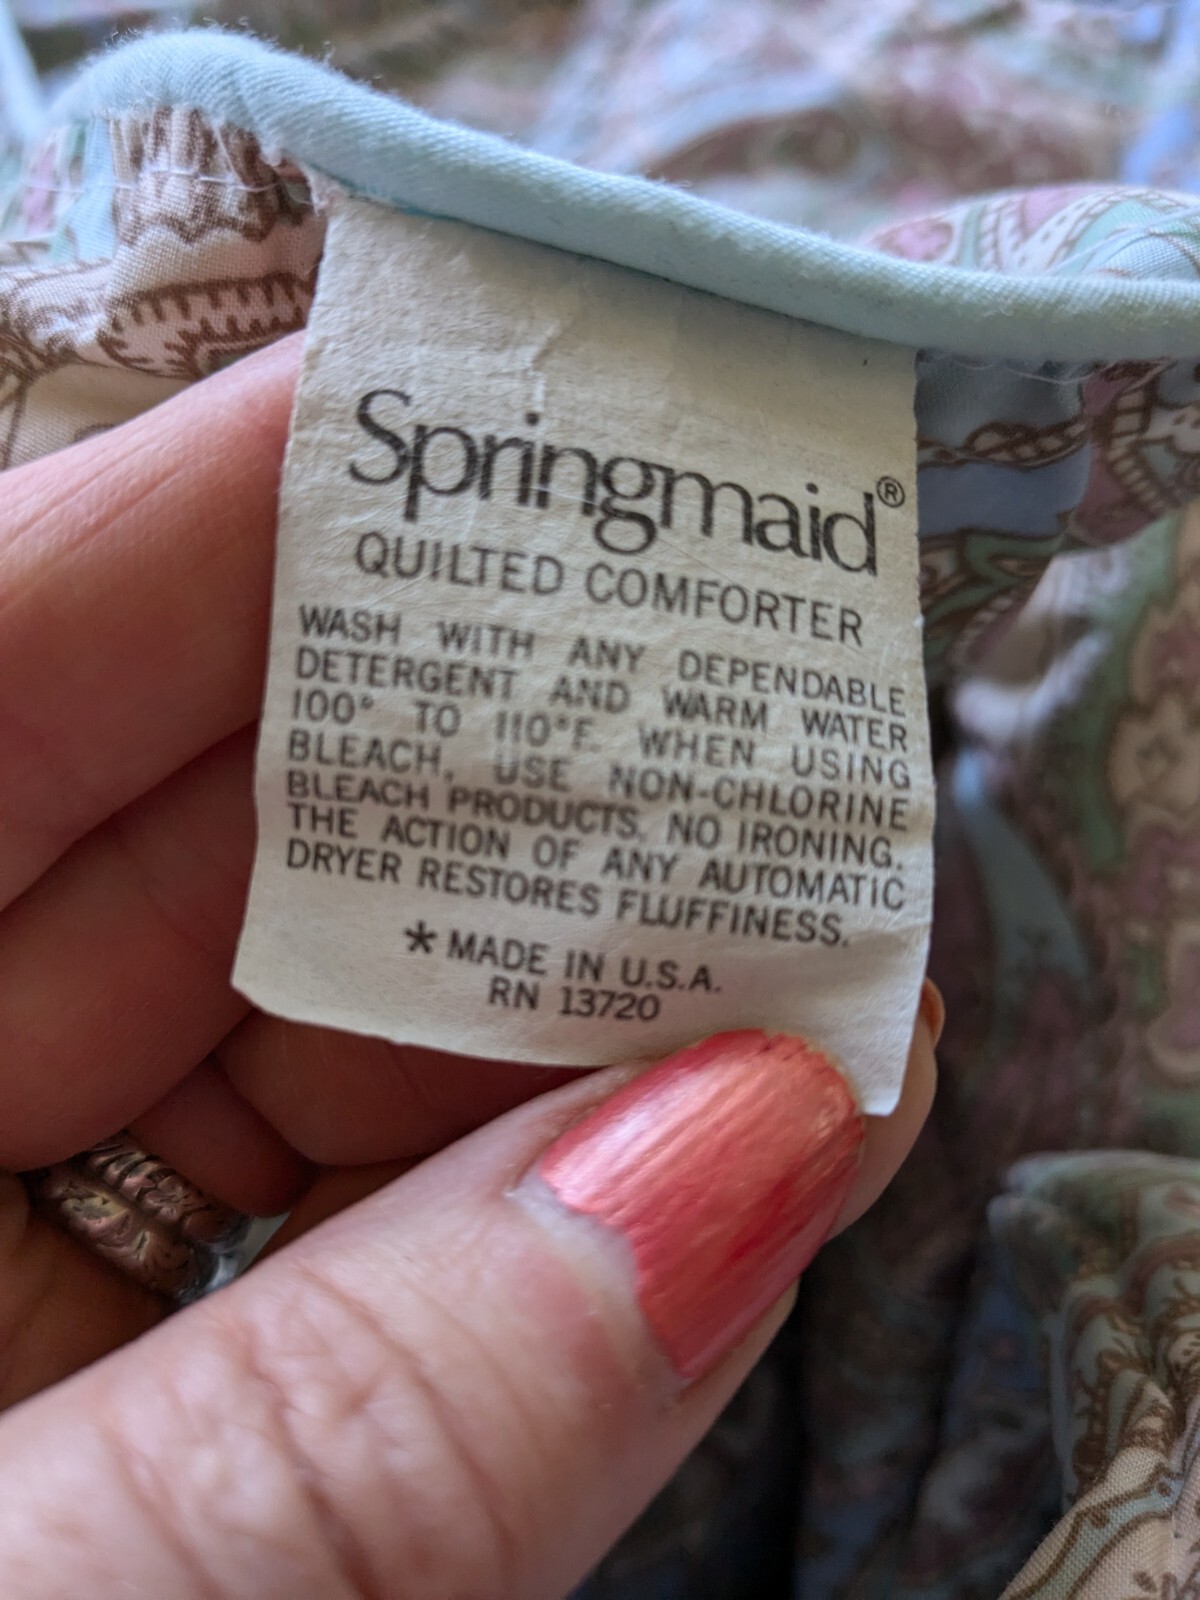 Springmaid®
QUILTED COMFORTER
WASH WITH ANY DEPENDABLE
DETERGENT AND WARM WATER
100° TO 110°F. WHEN USING
BLEACH, USE NON-CHLORINE
BLEACH PRODUCTS. NO IRONING.
THE ACTION OF ANY AUTOMATIC
DRYER RESTORES FLUFFINESS.
* MADE IN U.S.A.
RN 13720